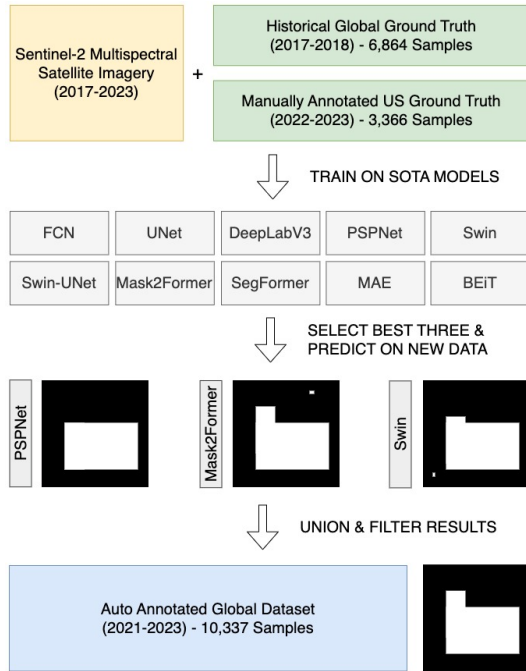 Sentinel-2 Multispectral
Satellite Imagery
(2017-2023)
+
Historical Global Ground Truth
(2017-2018) - 6,864 Samples
Manually Annotated US Ground Truth
(2022-2023) - 3,366 Samples
TRAIN ON SOTA MODELS
FCN
UNet
DeepLabV3
PSPNet
Swin
Swin-UNet
Mask2Former
SegFormer
MAE
BEiT
SELECT BEST THREE &
PREDICT ON NEW DATA
PSPNet
Mask2Former
Swin
UNION & FILTER RESULTS
Auto Annotated Global Dataset
(2021-2023) - 10,337 Samples